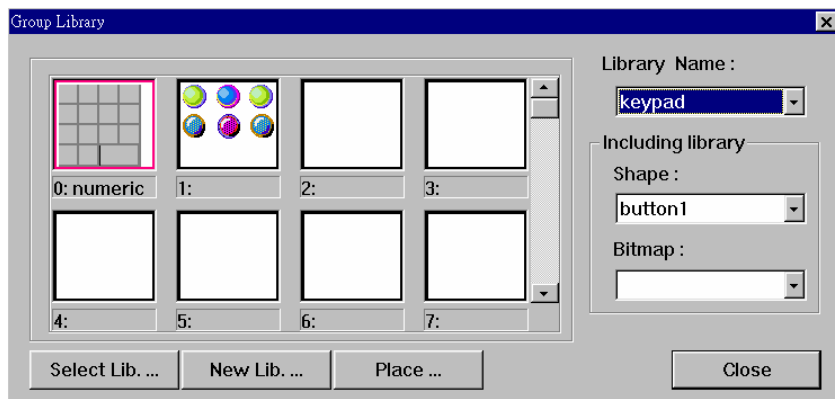 Group Library
Library Name :
keypad
Including library
Shape :
button1
Bitmap :
0: numeric
1:
2:
3:
4:
5:
6:
7:
Select Lib. ...
New Lib. ...
Place ...
Close